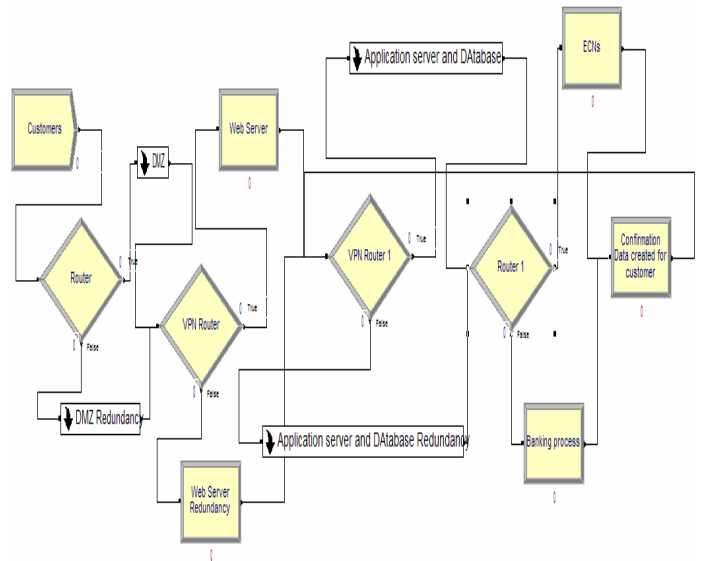 ECNs
0
Application server and DAtabase
Customers
0
Web Server
0
DMZ
Router
0
True
0
False
VPN Router
0
True
0
False
VPN Router 1
0
True
0
False
Router 1
0
True
0
False
Confirmation
Data created for
customer
0
DMZ Redundancy
Application server and DAtabase Redundancy
Banking process
0
Web Server
Redundancy
0